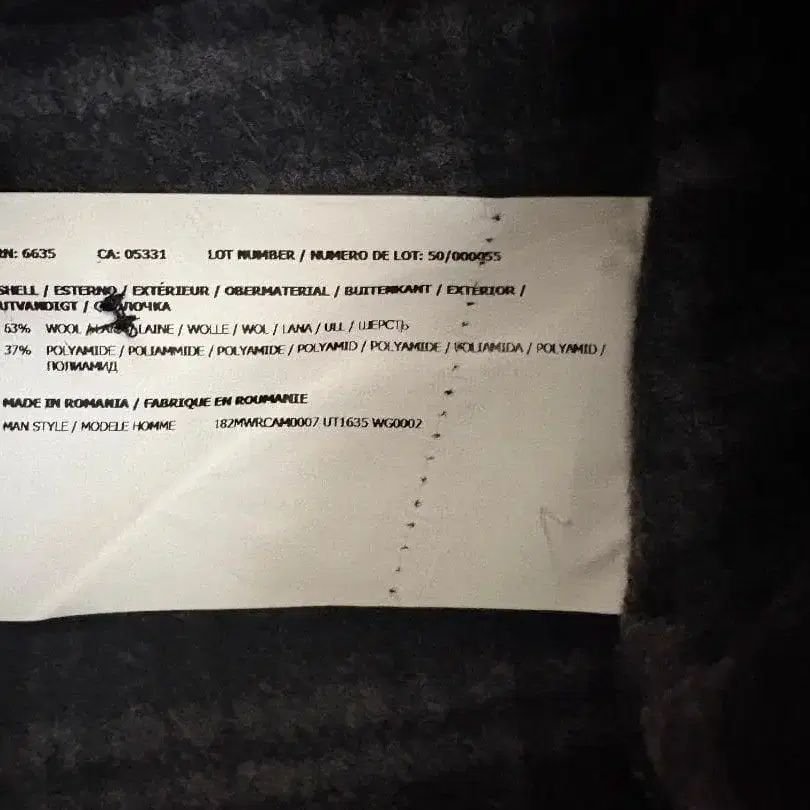 RN: 6635 CA: 05331 LOT NUMBER / NUMERO DE LOT: 50/000955
SHELL / ESTERNO / EXTÉRIEUR / OBERMATERIAL / BUITENKANT / EXTÉRIOR /
UTVANDIGT /
63% WOOL / LAINE / WOLLE / WOL / LANA / ULL / ШЕРСТЬ
37% POLYAMIDE / POLIAMMIDE / POLYAMIDE / POLYAMID / POLYAMIDE / POLIAMIDA / POLYAMID /
ПОЛИАМИД
MADE IN ROMANIA / FABRIQUE EN ROUMANIE
MAN STYLE / MODELE HOMME 182MWRCAM0007 UT1635 WG0002